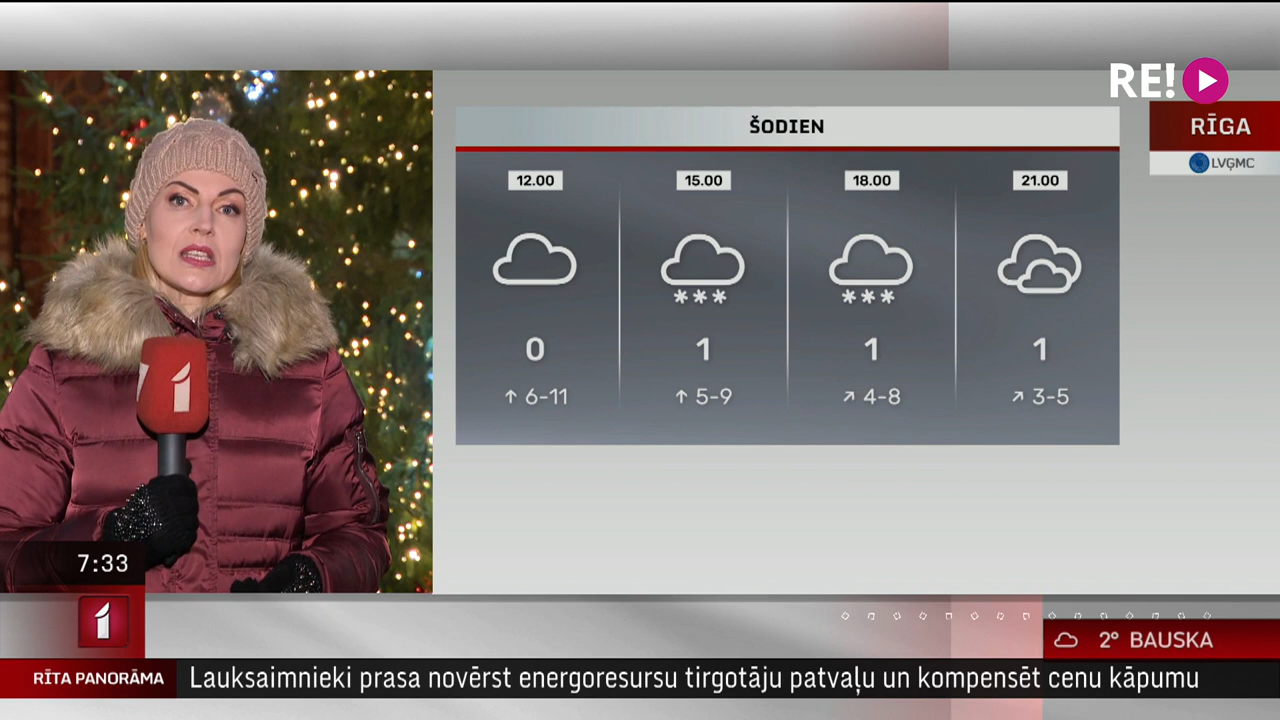 RE!
ŠODIEN
RĪGA
LVĢMC
12.00 15.00 18.00 21.00
0 1 1 1
↑ 6-11 ↑ 5-9 ↗ 4-8 ↗ 3-5
1
7:33
1
2° BAUSKA
RĪTA PANORĀMA
Lauksaimnieki prasa novērst energoresursu tirgotāju patvaļu un kompensēt cenu kāpumu